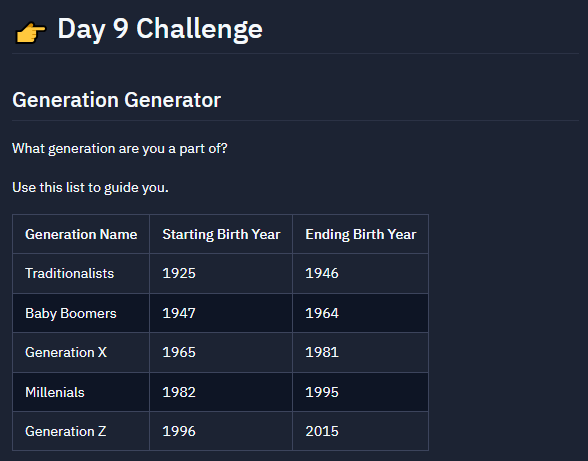 👉 Day 9 Challenge
Generation Generator
What generation are you a part of?
Use this list to guide you.
Generation Name Starting Birth Year Ending Birth Year
Traditionalists 1925 1946
Baby Boomers 1947 1964
Generation X 1965 1981
Millenials 1982 1995
Generation Z 1996 2015